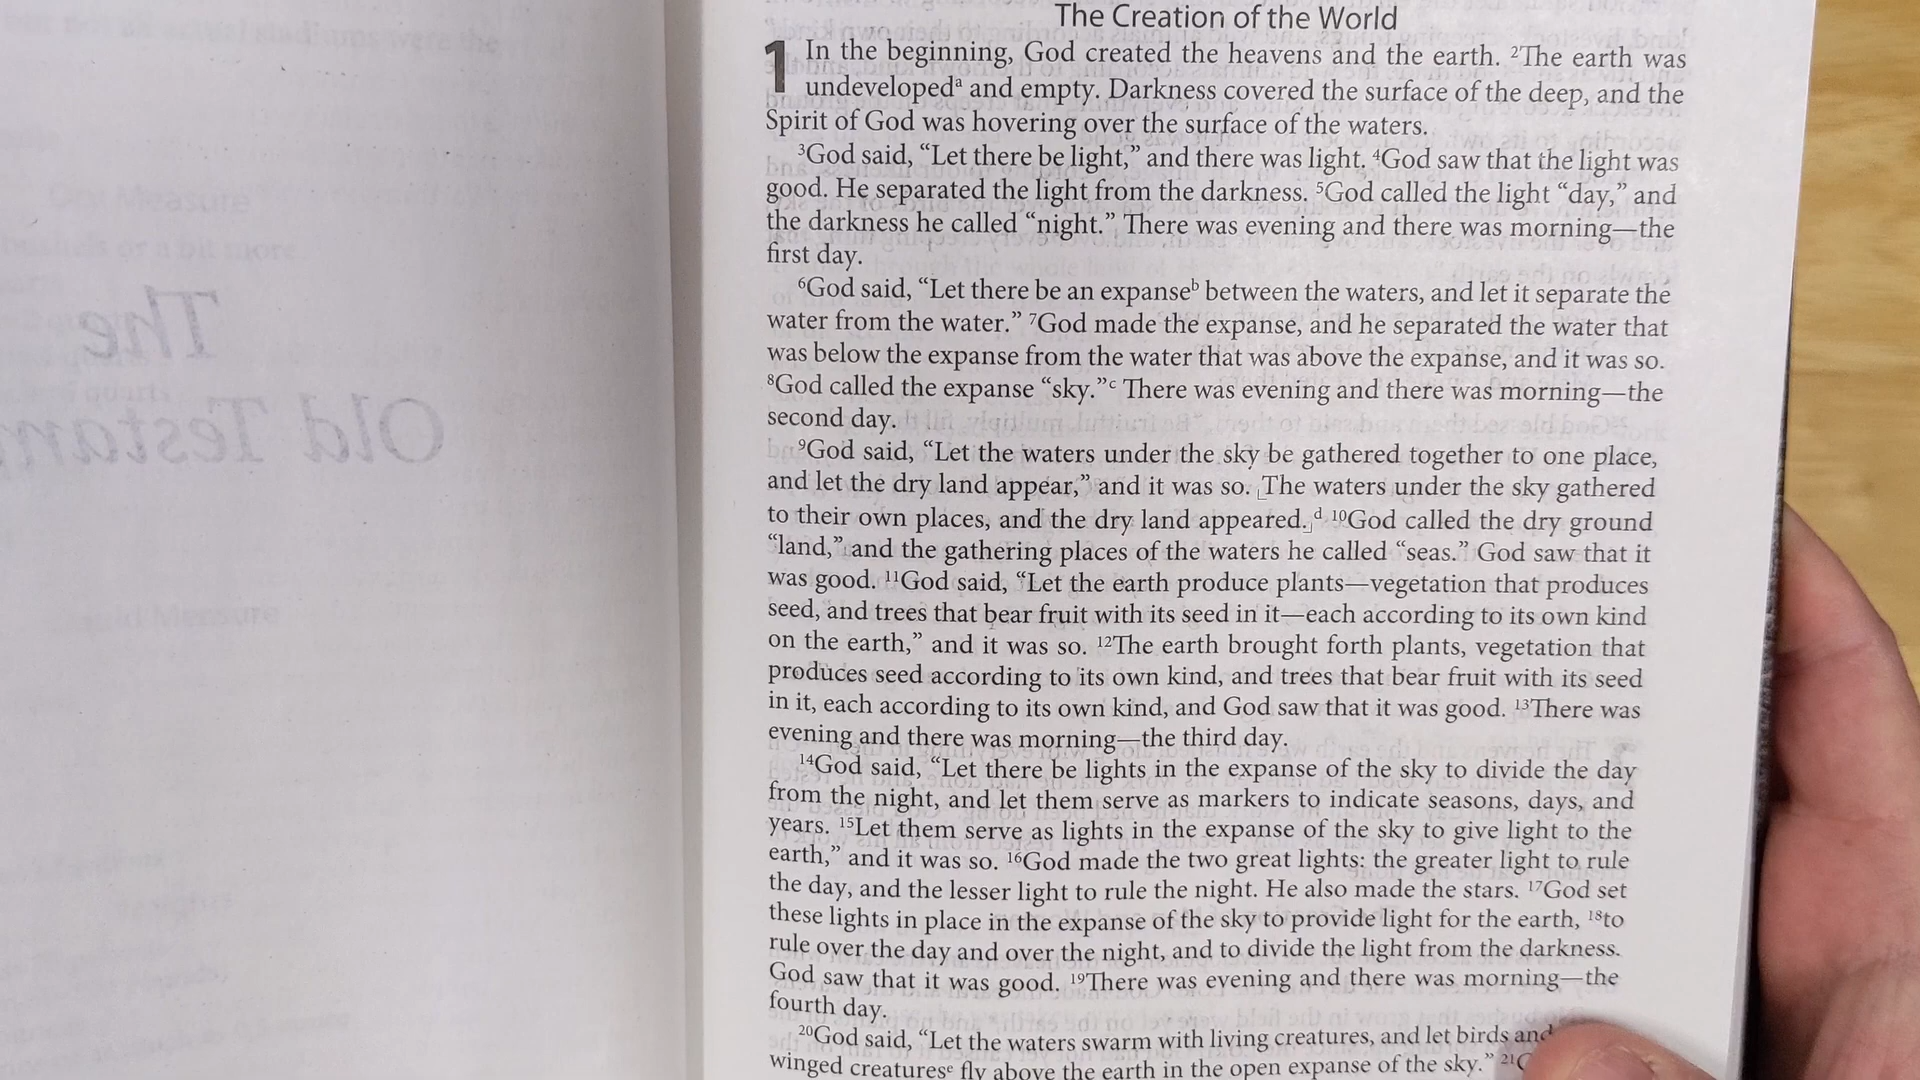 The Creation of the World
1 In the beginning, God created the heavens and the earth. ²The earth was
undevelopedᵃ and empty. Darkness covered the surface of the deep, and the
Spirit of God was hovering over the surface of the waters.
³God said, “Let there be light,” and there was light. ⁴God saw that the light was
good. He separated the light from the darkness. ⁵God called the light “day,” and
the darkness he called “night.” There was evening and there was morning—the
first day.
⁶God said, “Let there be an expanseᵇ between the waters, and let it separate the
water from the water.” ⁷God made the expanse, and he separated the water that
was below the expanse from the water that was above the expanse, and it was so.
⁸God called the expanse “sky.”ᶜ There was evening and there was morning—the
second day.
⁹God said, “Let the waters under the sky be gathered together to one place,
and let the dry land appear,” and it was so. ⌞The waters under the sky gathered
to their own places, and the dry land appeared.⌟ᵈ ¹⁰God called the dry ground
“land,” and the gathering places of the waters he called “seas.” God saw that it
was good. ¹¹God said, “Let the earth produce plants—vegetation that produces
seed, and trees that bear fruit with its seed in it—each according to its own kind
on the earth,” and it was so. ¹²The earth brought forth plants, vegetation that
produces seed according to its own kind, and trees that bear fruit with its seed
in it, each according to its own kind, and God saw that it was good. ¹³There was
evening and there was morning—the third day.
¹⁴God said, “Let there be lights in the expanse of the sky to divide the day
from the night, and let them serve as markers to indicate seasons, days, and
years. ¹⁵Let them serve as lights in the expanse of the sky to give light to the
earth,” and it was so. ¹⁶God made the two great lights: the greater light to rule
the day, and the lesser light to rule the night. He also made the stars. ¹⁷God set
these lights in place in the expanse of the sky to provide light for the earth, ¹⁸to
rule over the day and over the night, and to divide the light from the darkness.
God saw that it was good. ¹⁹There was evening and there was morning—the
fourth day.
²⁰God said, “Let the waters swarm with living creatures, and let birds and
winged creaturesᵉ fly above the earth in the open expanse of the sky.” ²¹
The
Old